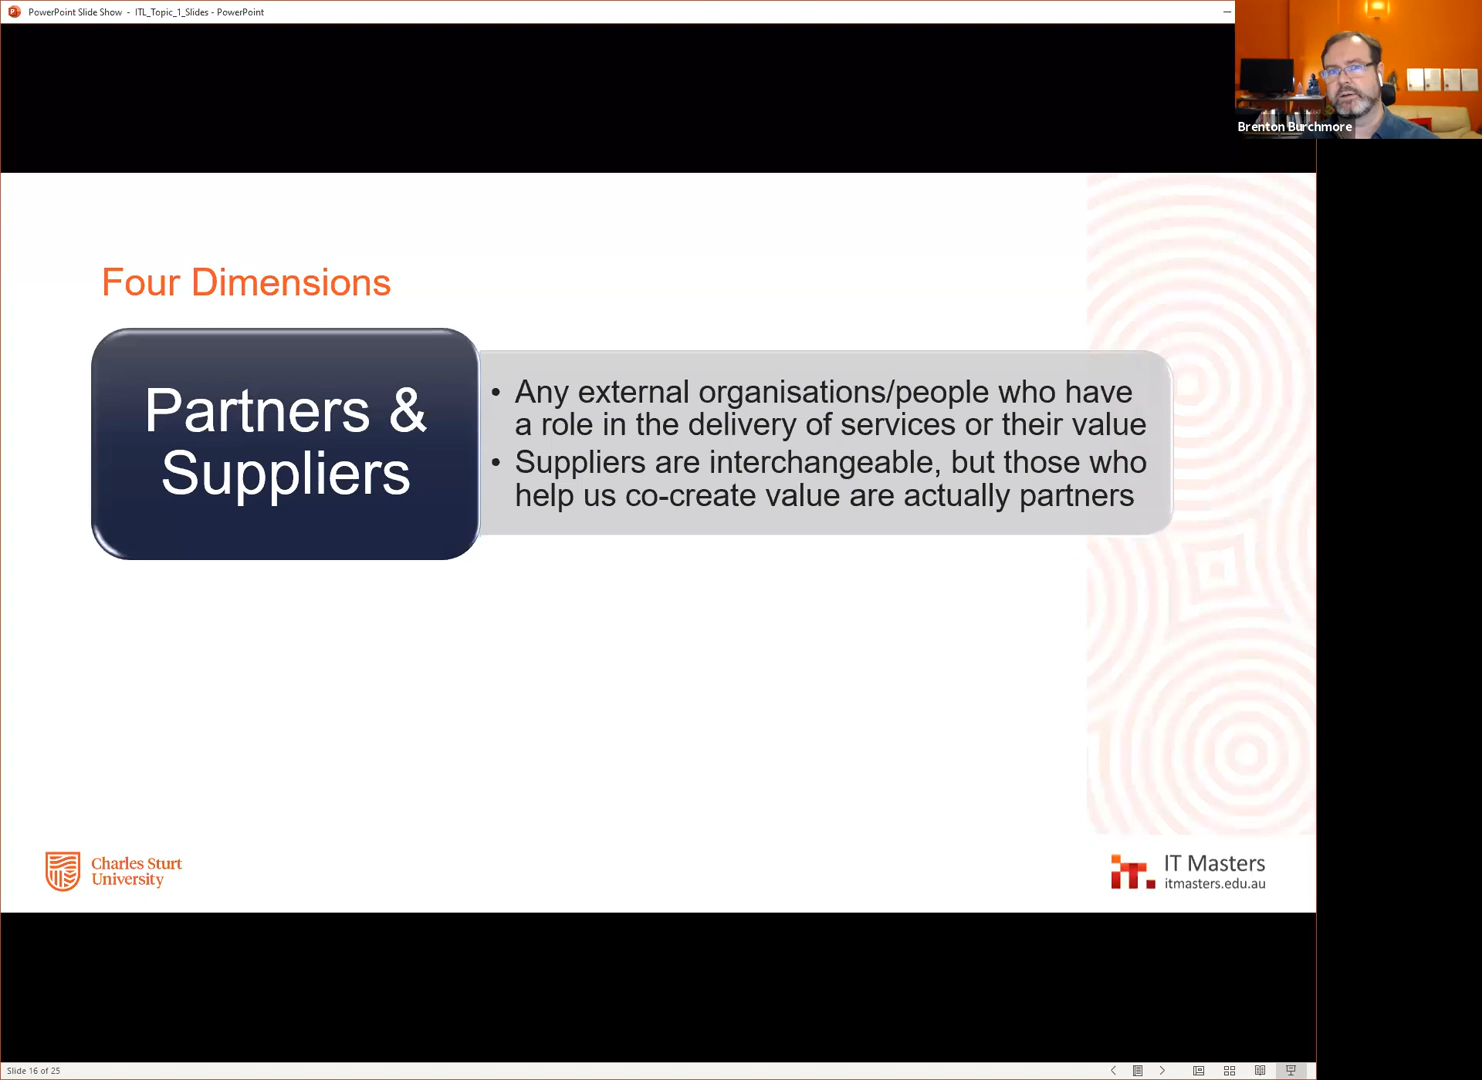 PowerPoint Slide Show - ITL_Topic_1_Slides - PowerPoint
Brenton Burchmore
Four Dimensions
Partners &
Suppliers
• Any external organisations/people who have
a role in the delivery of services or their value
• Suppliers are interchangeable, but those who
help us co-create value are actually partners
Charles Sturt
University
it.
IT Masters
itmasters.edu.au
Slide 16 of 25